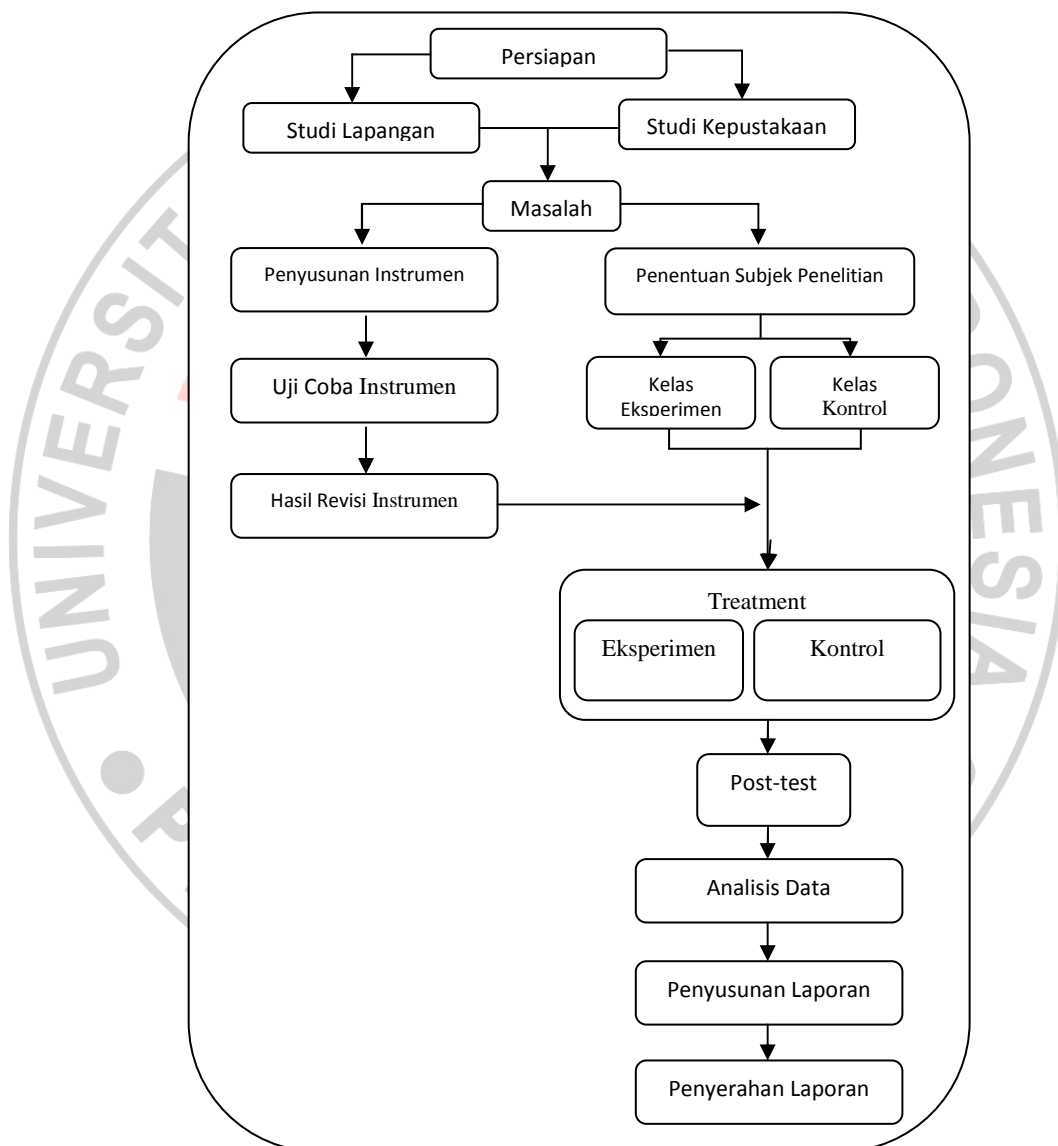 Persiapan
Studi Lapangan
Studi Kepustakaan
Masalah
Penyusunan Instrumen
Penentuan Subjek Penelitian
Uji Coba Instrumen
Kelas
Eksperimen
Kelas
Kontrol
Hasil Revisi Instrumen
Treatment
Eksperimen
Kontrol
Post-test
Analisis Data
Penyusunan Laporan
Penyerahan Laporan